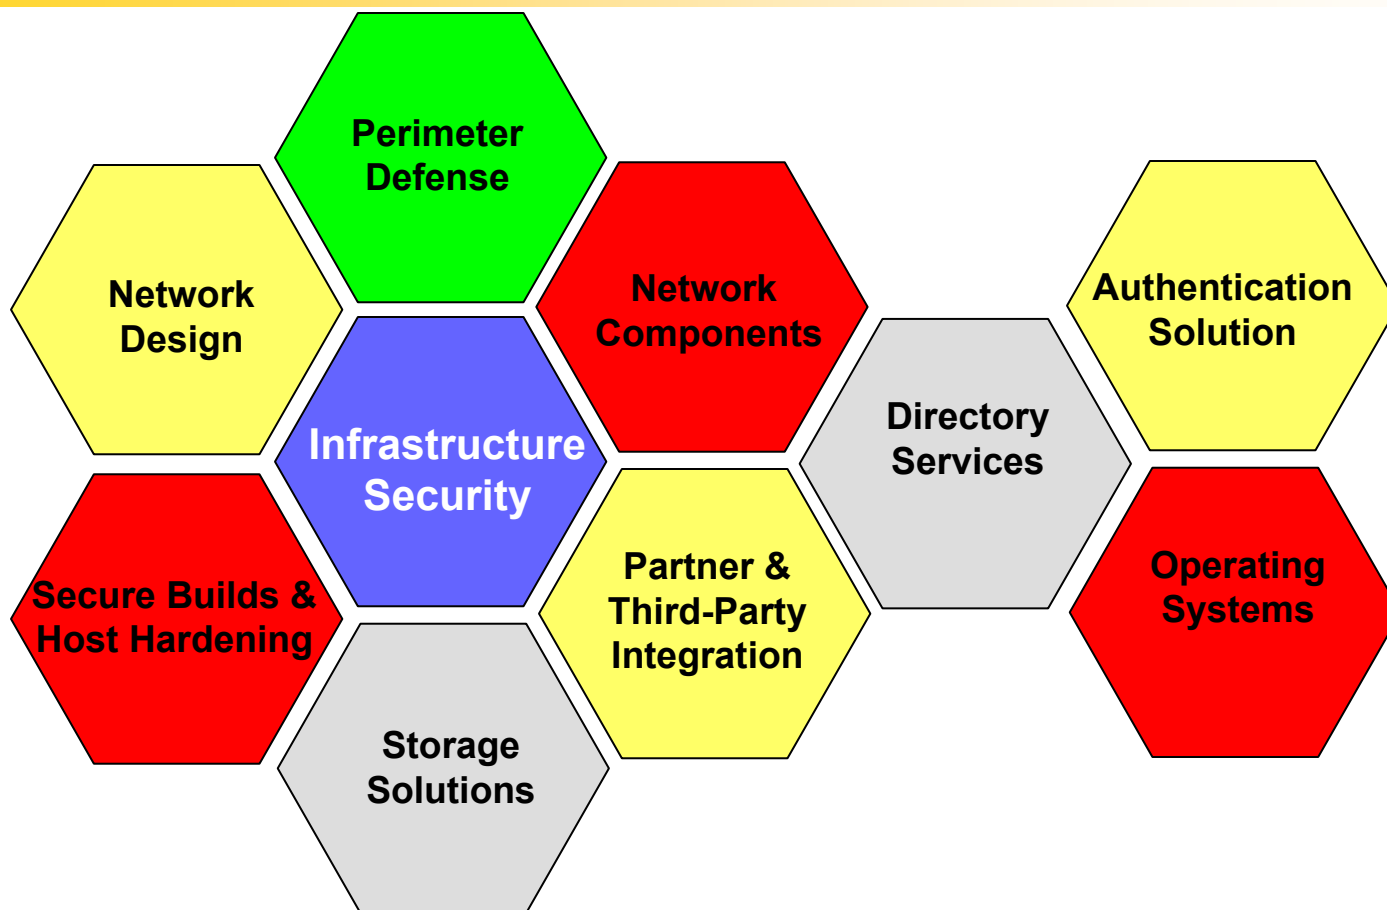 Perimeter
Defense
Network
Design
Network
Components
Authentication
Solution
Infrastructure
Security
Directory
Services
Secure Builds &
Host Hardening
Partner &
Third-Party
Integration
Operating
Systems
Storage
Solutions